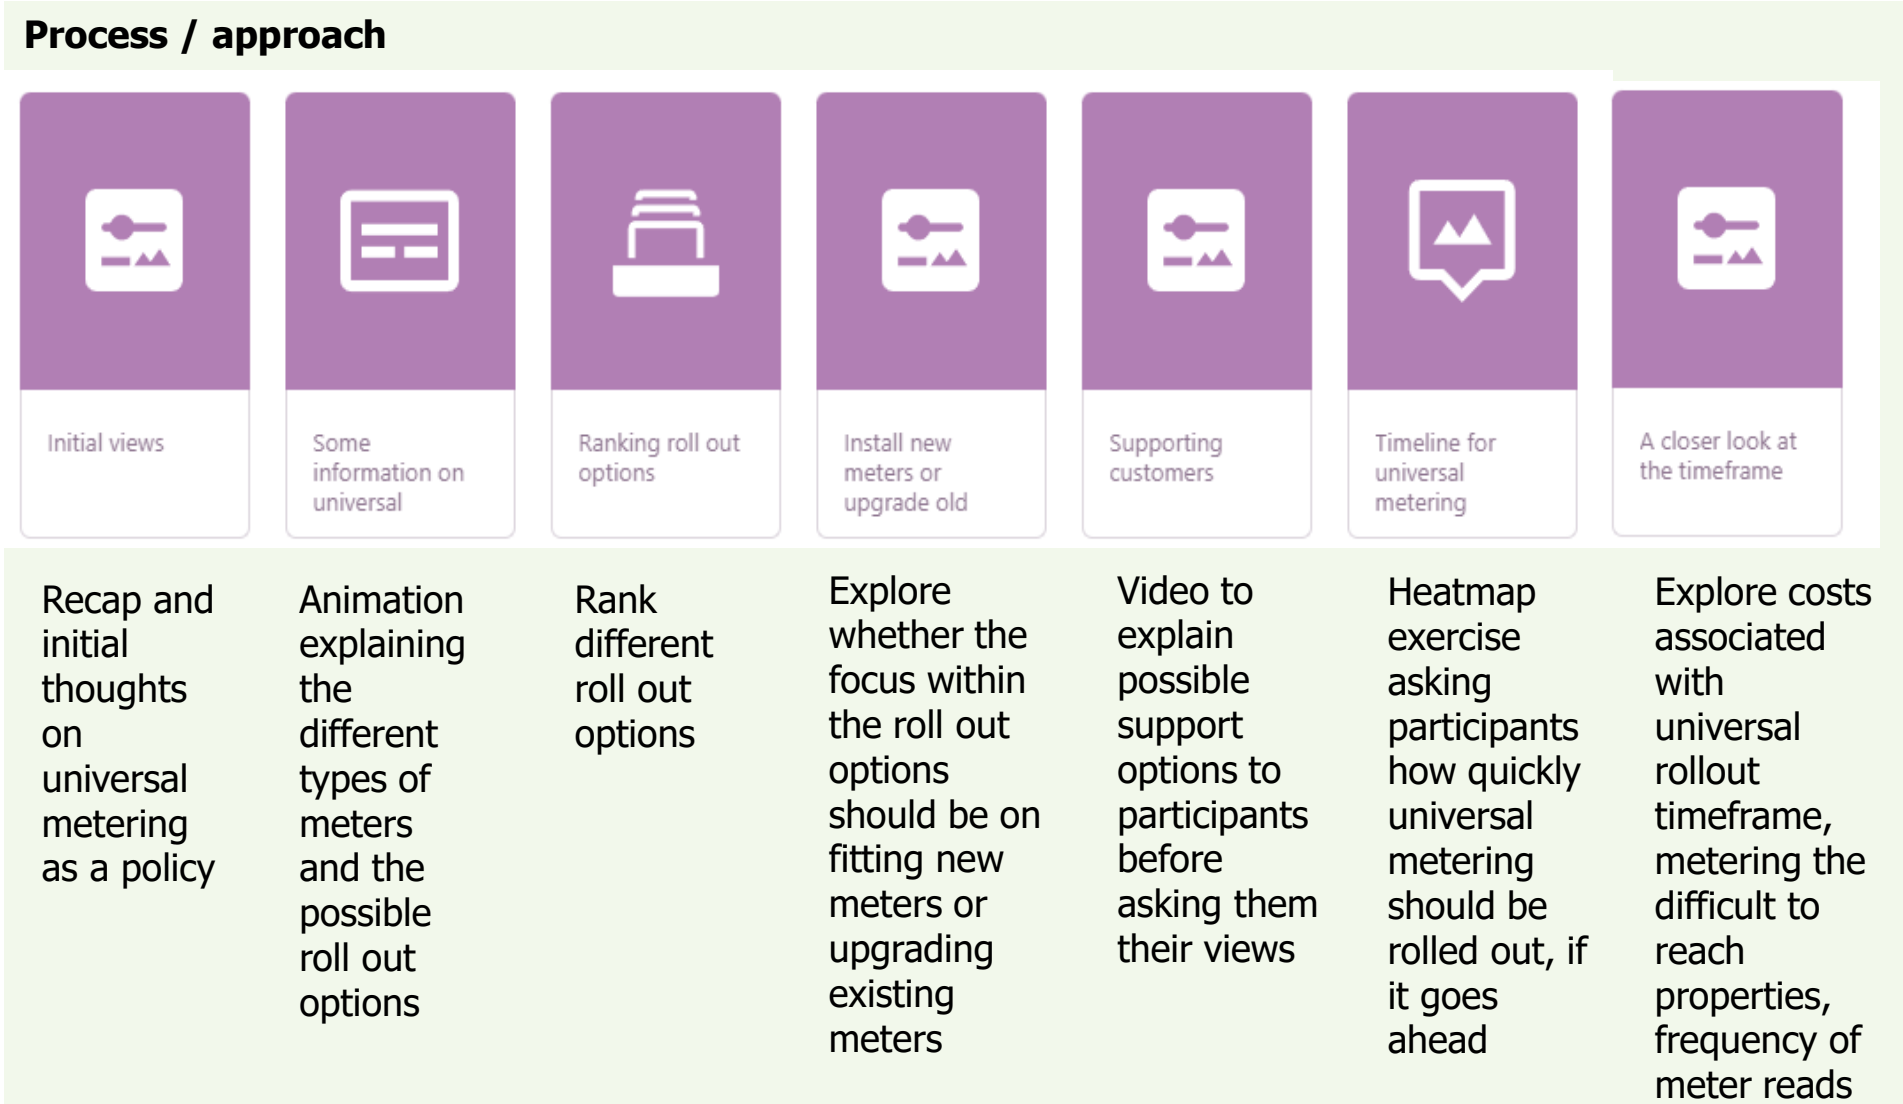 Process / approach
Initial views
Some
information on
universal
Ranking roll out
options
Install new
meters or
upgrade old
Supporting
customers
Timeline for
universal
metering
A closer look at
the timeframe
Recap and
initial
thoughts
on
universal
metering
as a policy
Animation
explaining
the
different
types of
meters
and the
possible
roll out
options
Rank
different
roll out
options
Explore
whether the
focus within
the roll out
options
should be on
fitting new
meters or
upgrading
existing
meters
Video to
explain
possible
support
options to
participants
before
asking them
their views
Heatmap
exercise
asking
participants
how quickly
universal
metering
should be
rolled out, if
it goes
ahead
Explore costs
associated
with
universal
rollout
timeframe,
metering the
difficult to
reach
properties,
frequency of
meter reads